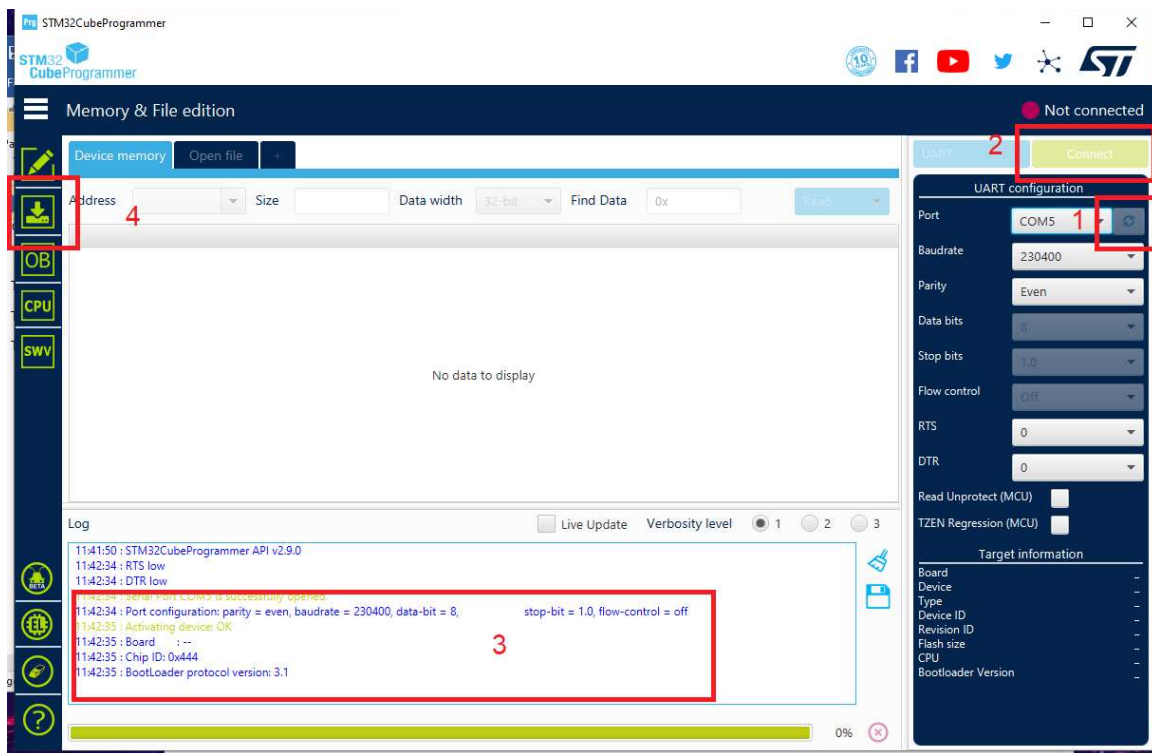 Prg STM32CubeProgrammer
STM32
CubeProgrammer
10
Memory & File edition
Not connected
Device memory Open file +
UART 2 Connect
Address 4 Size Data width 32-bit Find Data 0x Read
UART configuration
Port COM5 1
OB
Baudrate 230400
CPU
Parity Even
SWV
Data bits 8
Stop bits 1.0
No data to display
Flow control Off
RTS 0
DTR 0
Read Unprotect (MCU)
Log Live Update Verbosity level 1 2 3
TZEN Regression (MCU)
11:41:50 : STM32CubeProgrammer API v2.9.0
11:42:34 : RTS low
11:42:34 : DTR low
11:42:34 : Serial Port COM5 is successfully opened.
11:42:34 : Port configuration: parity = even, baudrate = 230400, data-bit = 8, stop-bit = 1.0, flow-control = off
11:42:35 : Activating device: OK
11:42:35 : Board : --
11:42:35 : Chip ID: 0x444
11:42:35 : BootLoader protocol version: 3.1
3
BETA
Target information
Board –
Device –
Type –
Device ID –
Revision ID –
Flash size –
CPU –
Bootloader Version –
?
0%